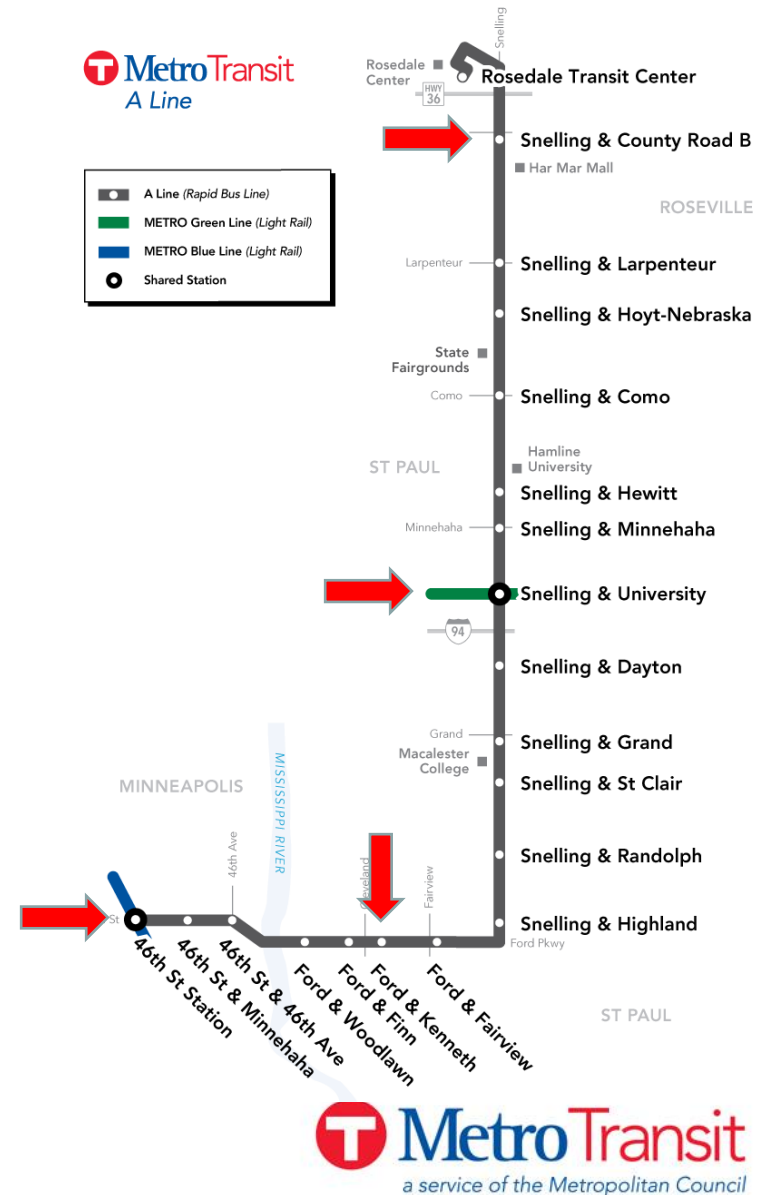 Snelling
Rosedale
Center
Rosedale Transit Center
HWY
36
T MetroTransit
A Line
Snelling & County Road B
Har Mar Mall
ROSEVILLE
A Line (Rapid Bus Line)
METRO Green Line (Light Rail)
METRO Blue Line (Light Rail)
Shared Station
Larpenteur
Snelling & Larpenteur
Snelling & Hoyt-Nebraska
State
Fairgrounds
Como
Snelling & Como
ST PAUL
Hamline
University
Snelling & Hewitt
Minnehaha
Snelling & Minnehaha
Snelling & University
94
Snelling & Dayton
Grand
Snelling & Grand
Macalester
College
Snelling & St Clair
MINNEAPOLIS
MISSISSIPPI RIVER
46th Ave
Cleveland
Fairview
Snelling & Randolph
Snelling & Highland
Ford Pkwy
St
46th St Station
46th St & Minnehaha
46th St & 46th Ave
Ford & Woodlawn
Ford & Finn
Ford & Kenneth
Ford & Fairview
ST PAUL
T MetroTransit
a service of the Metropolitan Council